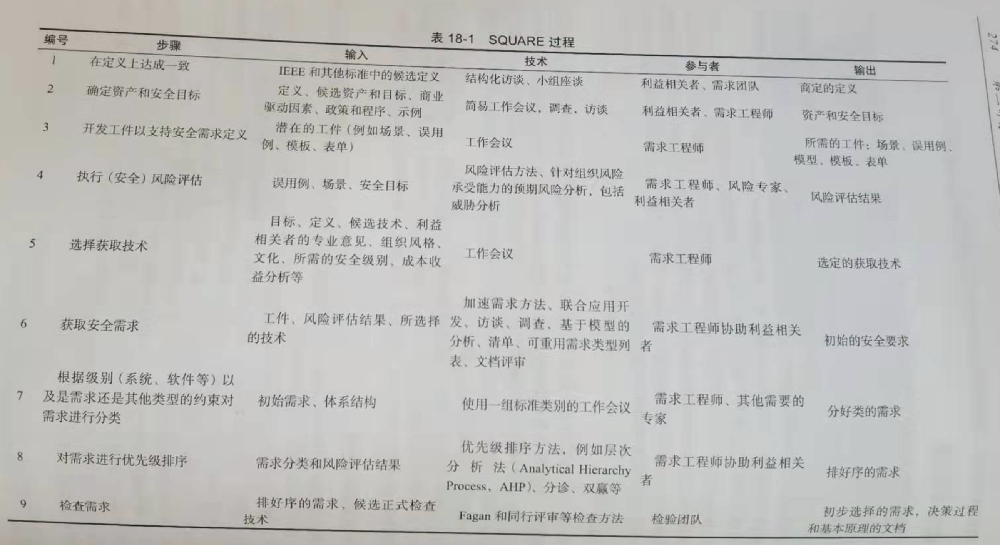 表 18-1 SQUARE 过程
编号 步骤 输入 技术 参与者 输出
1 在定义上达成一致 IEEE 和其他标准中的候选定义 结构化访谈、小组座谈 利益相关者、需求团队 商定的定义
2 确定资产和安全目标 定义、候选资产和目标、商业
驱动因素、政策和程序、示例 简易工作会议，调查，访谈 利益相关者、需求工程师 资产和安全目标
3 开发工件以支持安全需求定义 潜在的工件（例如场景、误用
例、模板、表单） 工作会议 需求工程师 所需的工件：场景、误用例、
模型、模板、表单
4 执行（安全）风险评估 误用例、场景、安全目标 风险评估方法、针对组织风险
承受能力的预期风险分析，包括
威胁分析 需求工程师、风险专家、
利益相关者 风险评估结果
5 选择获取技术 目标、定义、候选技术、利益
相关者的专业意见、组织风格、
文化、所需的安全级别、成本收
益分析等 工作会议 需求工程师 选定的获取技术
6 获取安全需求 工件、风险评估结果、所选择
的技术 加速需求方法、联合应用开
发、访谈、调查、基于模型的
分析、清单、可重用需求类型列
表、文档评审 需求工程师协助利益相关
者 初始的安全要求
7 根据级别（系统、软件等）以
及是需求还是其他类型的约束对
需求进行分类 初始需求、体系结构 使用一组标准类别的工作会议 需求工程师、其他需要的
专家 分好类的需求
8 对需求进行优先级排序 需求分类和风险评估结果 优先级排序方法，例如层次
分析法（Analytical Hierarchy
Process，AHP）、分诊、双赢等 需求工程师协助利益相关
者 排好序的需求
9 检查需求 排好序的需求、候选正式检查
技术 Fagan 和同行评审等检查方法 检验团队 初步选择的需求，决策过程
和基本原理的文档
274